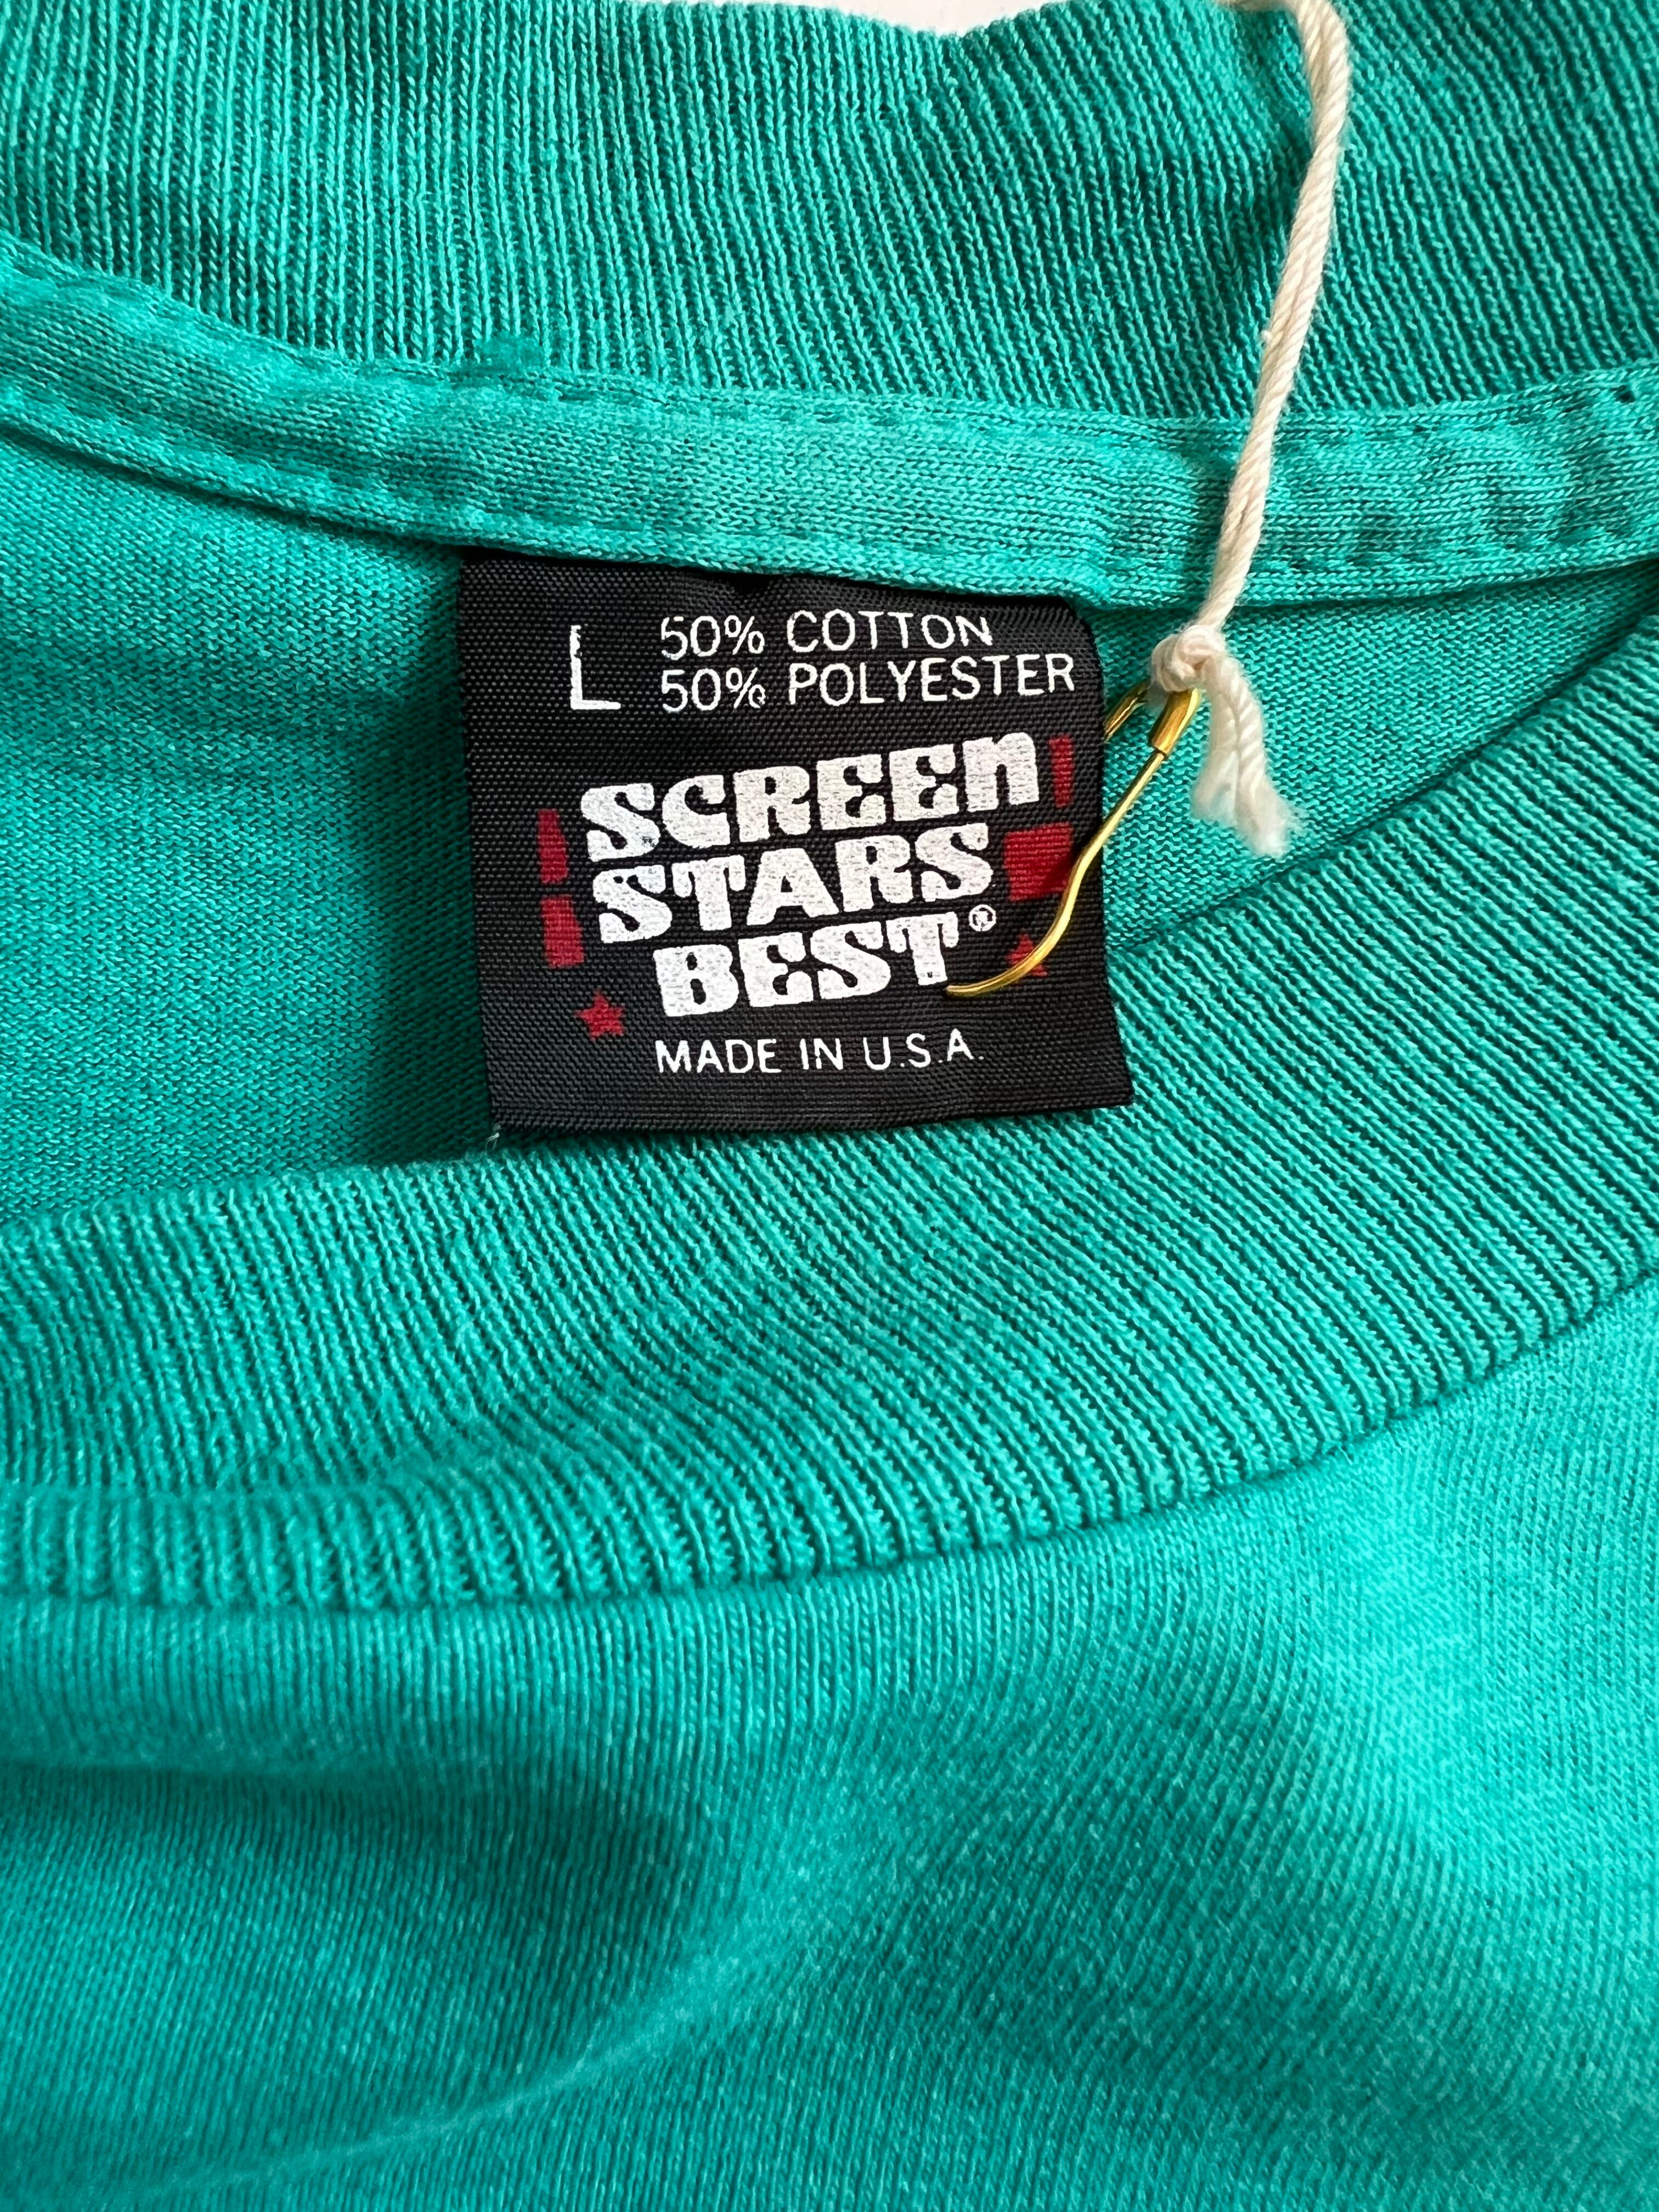 L 50% COTTON
50% POLYESTER
SCREEN
STARS
BEST®
MADE IN U.S.A.